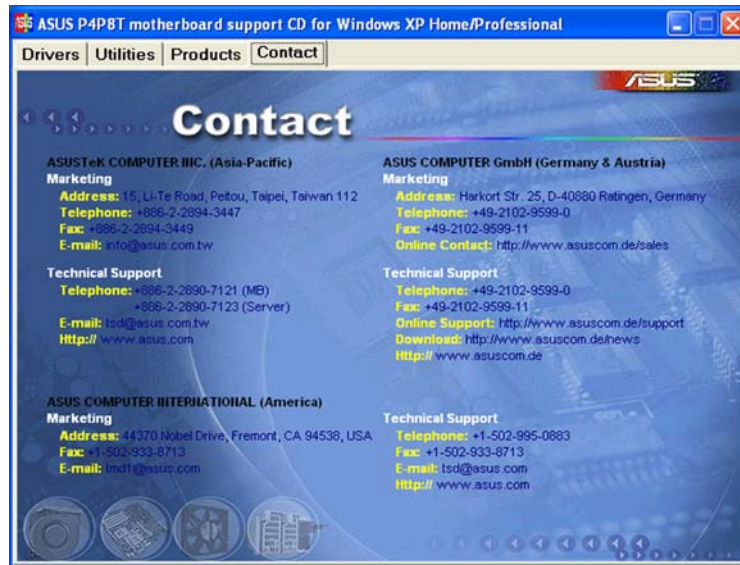 ASUS P4P8T motherboard support CD for Windows XP Home/Professional
Drivers Utilities Products Contact
ASUS
Contact
ASUSTeK COMPUTER INC. (Asia-Pacific)
Marketing
Address: 15, Li-Te Road, Peitou, Taipei, Taiwan 112
Telephone: +886-2-2894-3447
Fax: +886-2-2894-3449
E-mail: info@asus.com.tw
Technical Support
Telephone: +886-2-2890-7121 (MB)
+886-2-2890-7123 (Server)
E-mail: tsd@asus.com.tw
Http:// www.asus.com
ASUS COMPUTER GmbH (Germany & Austria)
Marketing
Address: Harkort Str. 25, D-40880 Ratingen, Germany
Telephone: +49-2102-9599-0
Fax: +49-2102-9599-11
Online Contact: http://www.asuscom.de/sales
Technical Support
Telephone: +49-2102-9599-0
Fax: +49-2102-9599-11
Online Support: http://www.asuscom.de/support
Download: http://www.asuscom.de/news
Http:// www.asuscom.de
ASUS COMPUTER INTERNATIONAL (America)
Marketing
Address: 44370 Nobel Drive, Fremont, CA 94538, USA
Fax: +1-502-933-8713
E-mail: tmd1@asus.com
Technical Support
Telephone: +1-502-995-0883
Fax: +1-502-933-8713
E-mail: tsd@asus.com
Http:// www.asus.com